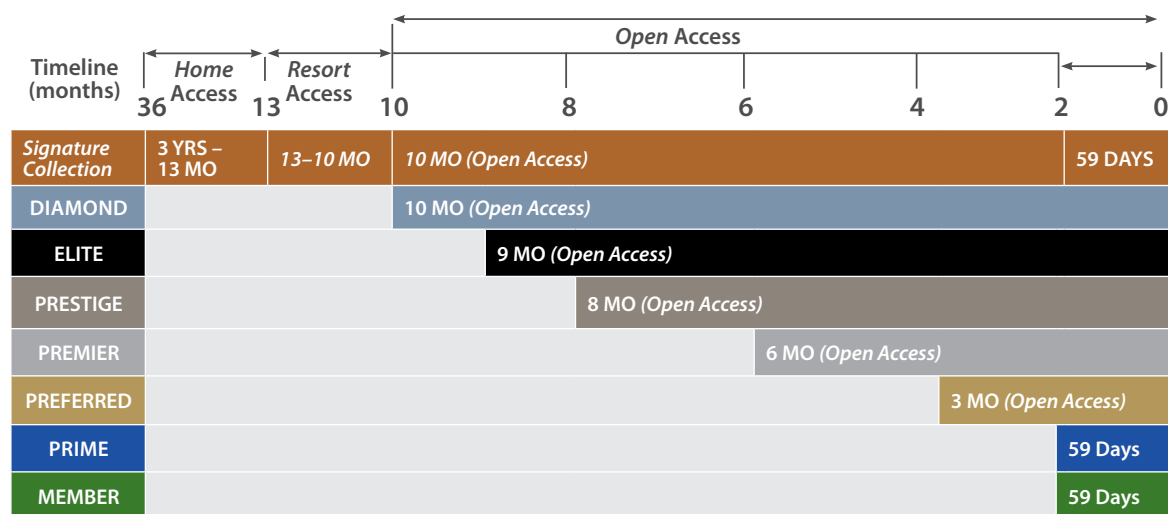 Open Access
Timeline
(months)
Home
Access
Resort
Access
36 13 10 8 6 4 2 0
Signature
Collection
3 YRS –
13 MO
13–10 MO
10 MO (Open Access)
59 DAYS
DIAMOND
10 MO (Open Access)
ELITE
9 MO (Open Access)
PRESTIGE
8 MO (Open Access)
PREMIER
6 MO (Open Access)
PREFERRED
3 MO (Open Access)
PRIME
59 Days
MEMBER
59 Days